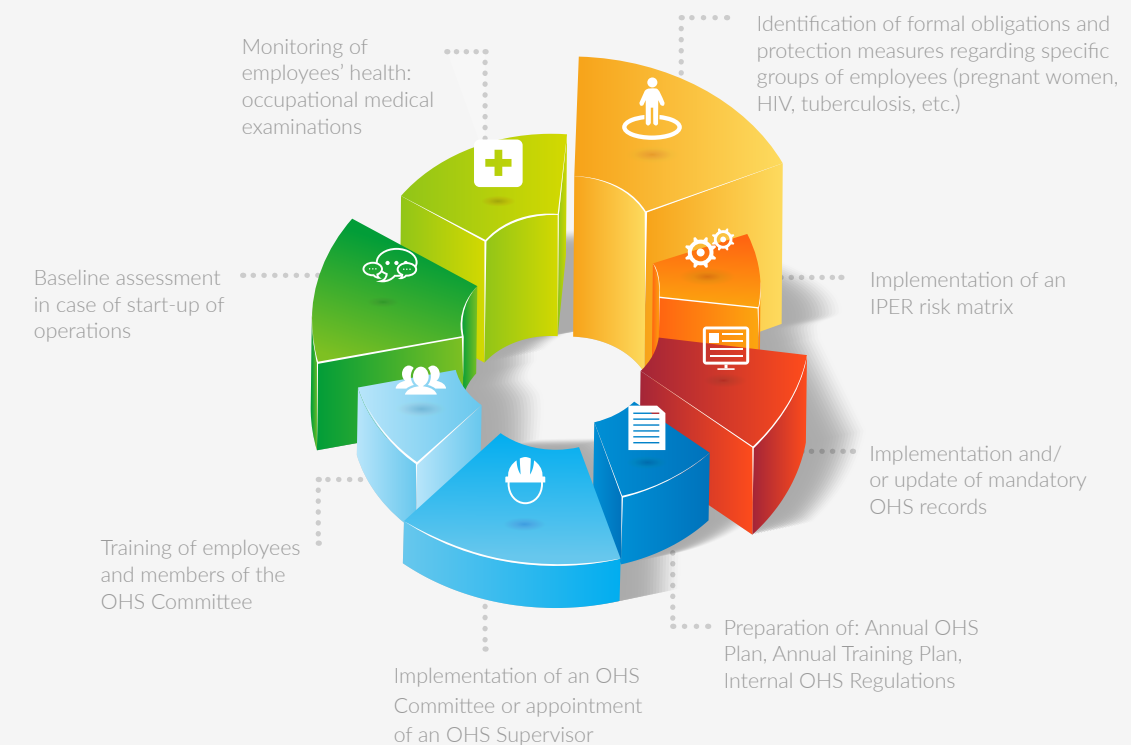 Monitoring of
employees’ health:
occupational medical
examinations
Identification of formal obligations and
protection measures regarding specific
groups of employees (pregnant women,
HIV, tuberculosis, etc.)
Baseline assessment
in case of start-up of
operations
Implementation of an
IPER risk matrix
Implementation and/
or update of mandatory
OHS records
Training of employees
and members of the
OHS Committee
Preparation of: Annual OHS
Plan, Annual Training Plan,
Internal OHS Regulations
Implementation of an OHS
Committee or appointment
of an OHS Supervisor